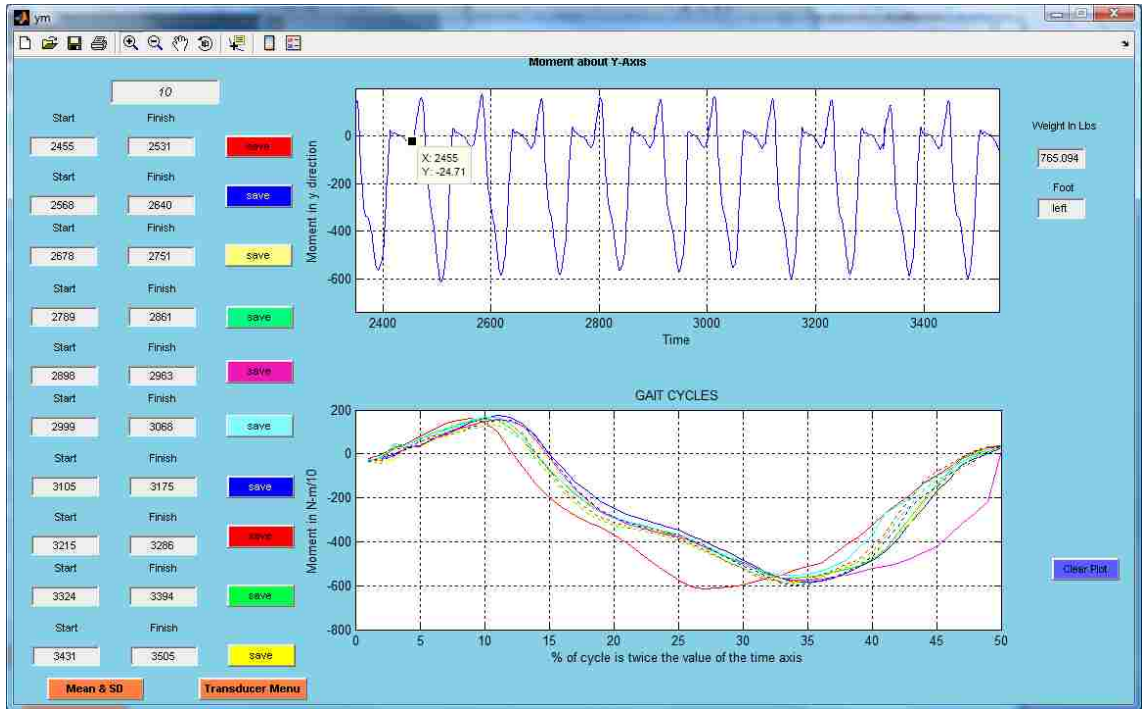 ym
Moment about Y-Axis
10
Start Finish
2455 2531 save
Start Finish
2568 2640 save
Start Finish
2678 2751 save
Start Finish
2789 2861 save
Start Finish
2898 2963 save
Start Finish
2999 3068 save
Start Finish
3105 3175 save
Start Finish
3215 3286 save
Start Finish
3324 3394 save
Start Finish
3431 3505 save
Mean & SD Transducer Menu
Moment in y direction
0
-200
-400
-600
X: 2455
Y: -24.71
2400 2600 2800 3000 3200 3400
Time
Weight In Lbs
765.094
Foot
left
GAIT CYCLES
Moment in N-m/10
200
0
-200
-400
-600
-800
0 5 10 15 20 25 30 35 40 45 50
% of cycle is twice the value of the time axis
Clear Plot